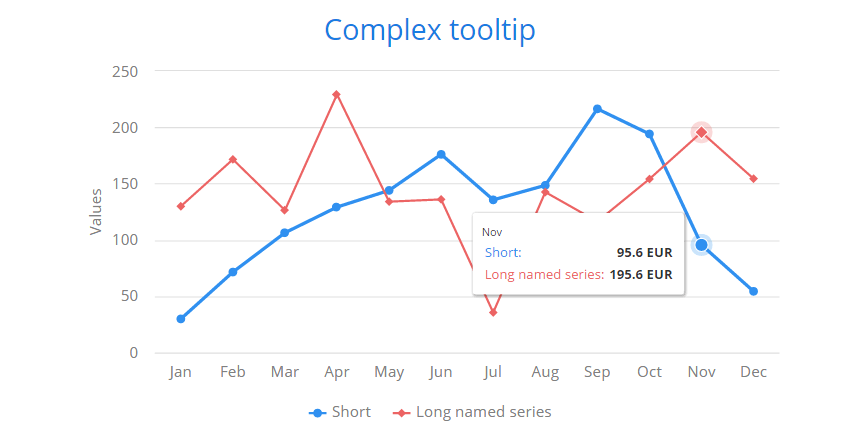 Complex tooltip
250
200
150
100
50
0
Values
Nov
Short: 95.6 EUR
Long named series: 195.6 EUR
Jan Feb Mar Apr May Jun Jul Aug Sep Oct Nov Dec
Short Long named series